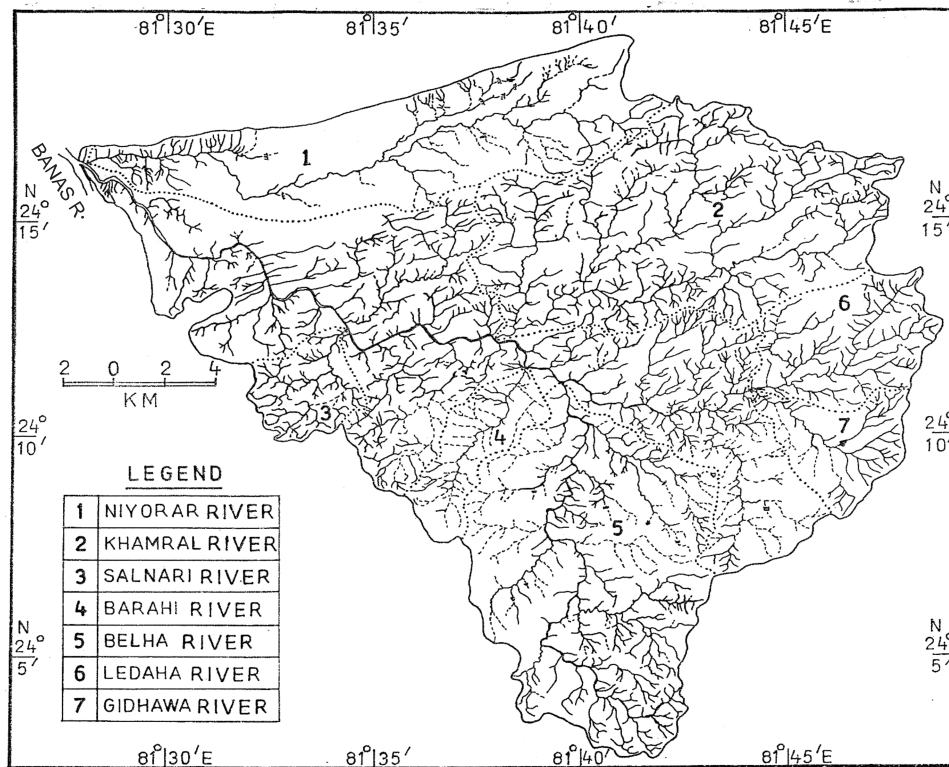 81°30′E 81°35′ 81°40′ 81°45′E
BANAS R.
1
2
N 24° 15′
N 24° 15′
6
2 0 4
KM
3
4
7
24° 10′
24° 10′
LEGEND
1 NIYORAR RIVER
2 KHAMRAL RIVER
3 SALNARI RIVER
4 BARAHI RIVER
5 BELHA RIVER
6 LEDAHA RIVER
7 GIDHAWA RIVER
5
N 24° 5′
N 24° 5′
81°30′E 81°35′ 81°40′ 81°45′E